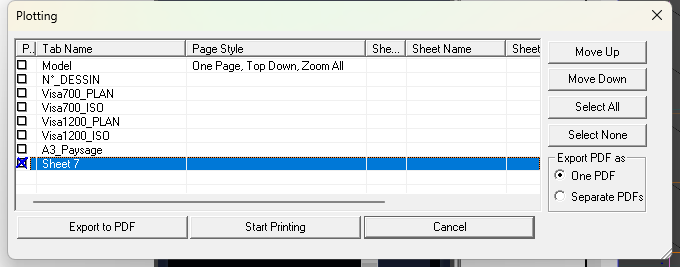 Plotting
P.. Tab Name Page Style She... Sheet Name Sheet
Model One Page, Top Down, Zoom All
N°_DESSIN
Visa700_PLAN
Visa700_ISO
Visa1200_PLAN
Visa1200_ISO
A3_Paysage
Sheet 7
Move Up
Move Down
Select All
Select None
Export PDF as
One PDF
Separate PDFs
Export to PDF Start Printing Cancel